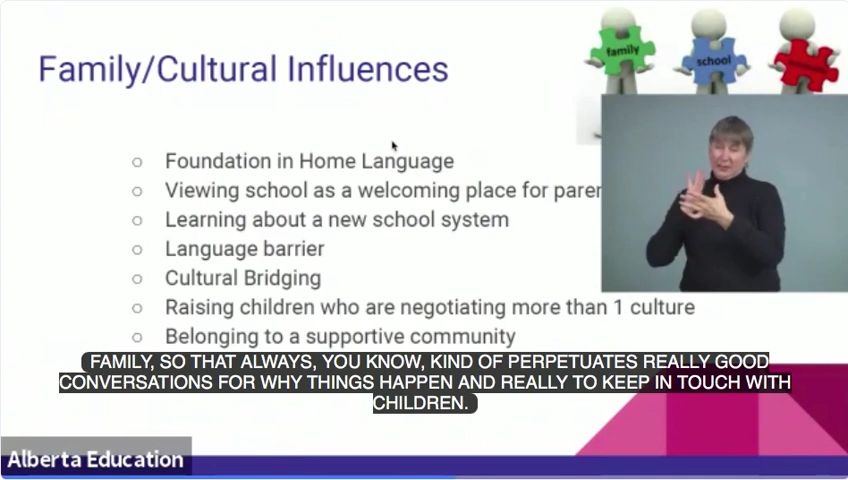 Family/Cultural Influences
family
school
Foundation in Home Language
Viewing school as a welcoming place for
Learning about a new school system
Language barrier
Cultural Bridging
Raising children who are negotiating more than 1 culture
Belonging to a supportive community
FAMILY, SO THAT ALWAYS, YOU KNOW, KIND OF PERPETUATES REALLY GOOD
CONVERSATIONS FOR WHY THINGS HAPPEN AND REALLY TO KEEP IN TOUCH WITH
CHILDREN.
Alberta Education